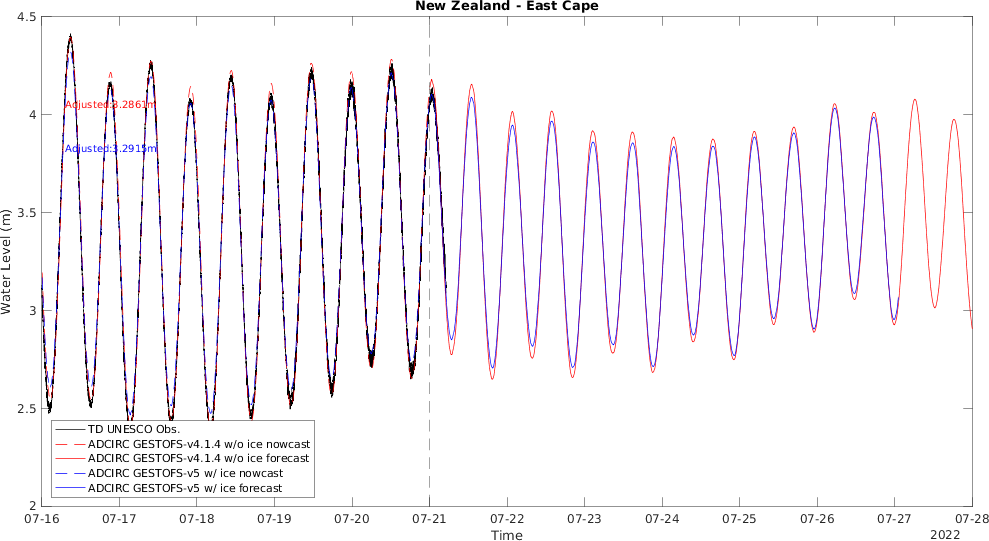 New Zealand - East Cape
4.5
4
3.5
3
2.5
2
Water Level (m)
Adjusted:3.2861m
Adjusted:3.2915m
TD UNESCO Obs.
ADCIRC GESTOFS-v4.1.4 w/o ice nowcast
ADCIRC GESTOFS-v4.1.4 w/o ice forecast
ADCIRC GESTOFS-v5 w/ ice nowcast
ADCIRC GESTOFS-v5 w/ ice forecast
07-16 07-17 07-18 07-19 07-20 07-21 07-22 07-23 07-24 07-25 07-26 07-27 07-28
Time
2022